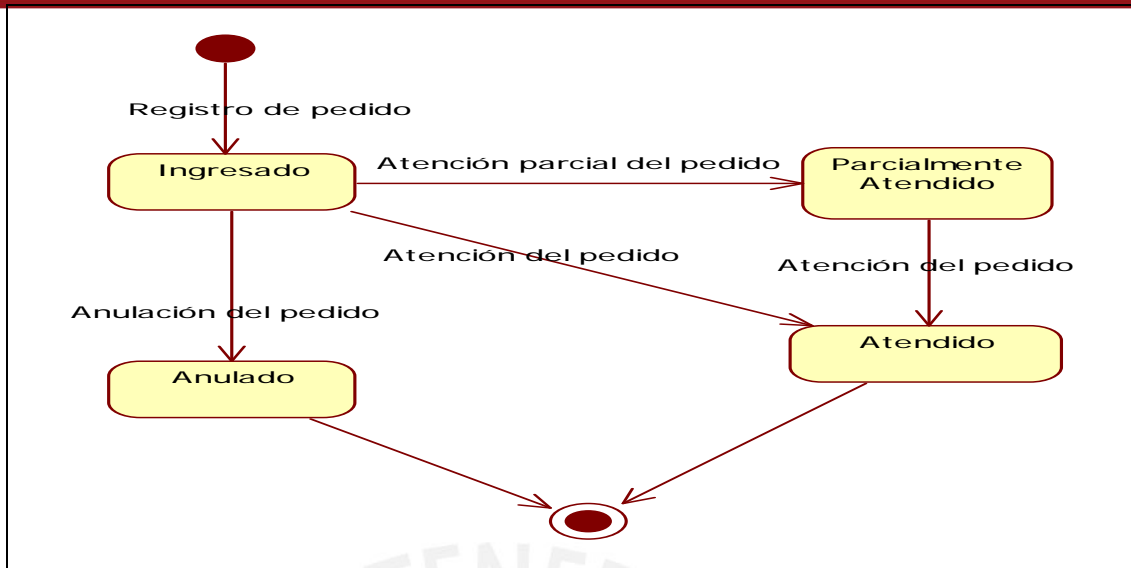 Registro de pedido
Ingresado
Atención parcial del pedido
Parcialmente
Atendido
Atención del pedido
Atención del pedido
Anulación del pedido
Atendido
Anulado